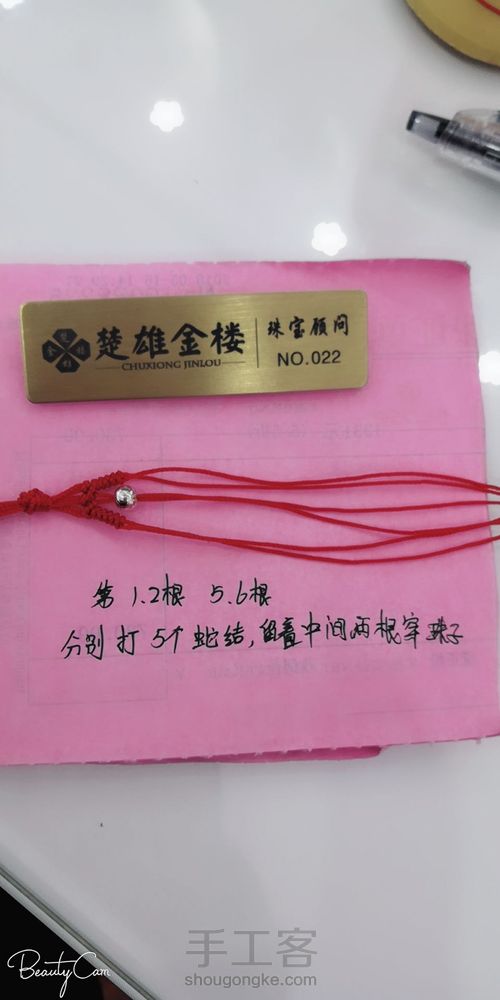 楚雄金楼
CHUXIONG JINLOU
珠宝顾问
NO.022
第 1.2根 5.6根
分别打5个蛇结,留着中间两根穿珠子
BeautyCam
手工客
shougongke.com